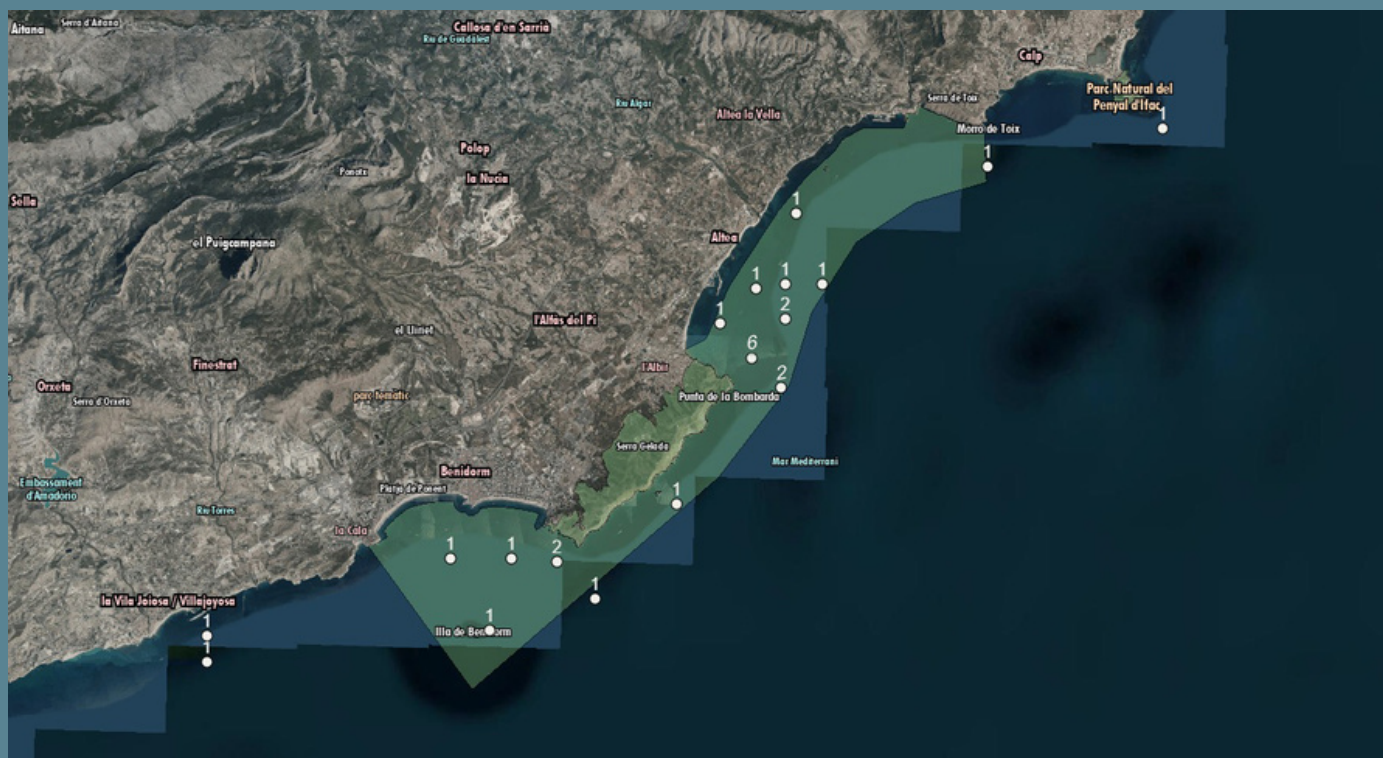 Serra d'Aitana
Aitana
Callosa d'en Sarrià
Riu de Guadalest
Calp
Parc Natural del
Penyal d'Ifac
Serra de Toix
Riu Algar
Altea la Vella
1
Morro de Toix
Polop
1
Ponotx
la Nucia
Sella
1
Altea
el Puigcampana
1
1
1
2
1
l'Alfàs del Pi
el Llinet
6
Finestrat
l'Albir
2
Orxeta
parc temàtic
Punta de la Bombarda
Serra d'Orxeta
Serra Gelada
Mar Mediterrani
Benidorm
Embassament
d'Amadorio
Platja de Ponent
1
Riu Torres
la Cala
1
1
2
1
la Vila Joiosa / Villajoyosa
1
1
Illa de Benidorm
1